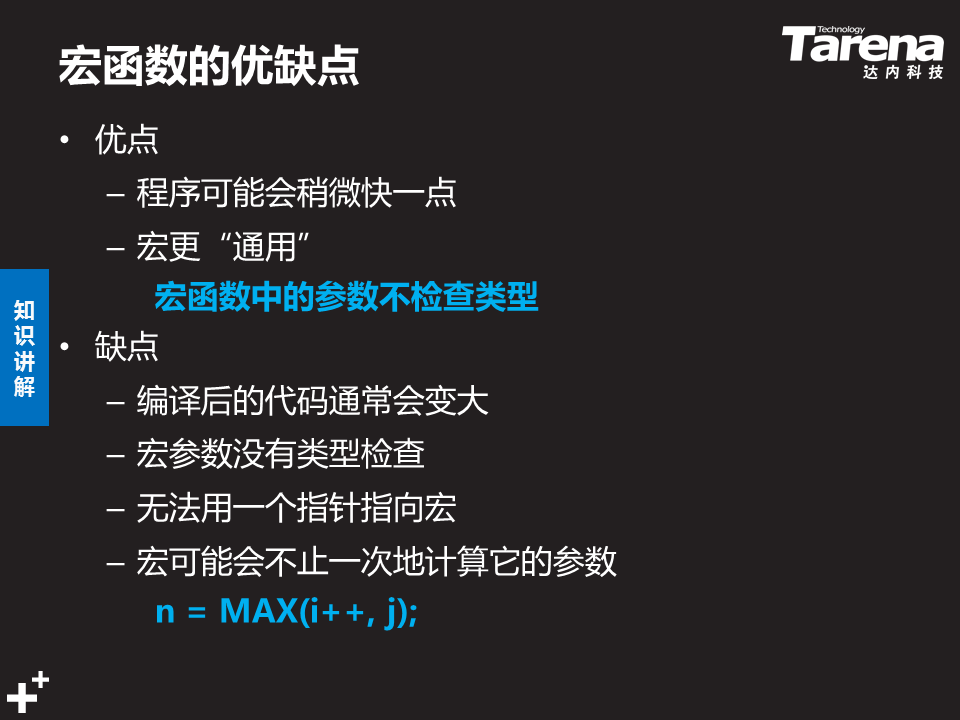 宏函数的优缺点
Technology
Tarena
达内科技
• 优点
– 程序可能会稍微快一点
– 宏更“通用”
宏函数中的参数不检查类型
知识讲解
• 缺点
– 编译后的代码通常会变大
– 宏参数没有类型检查
– 无法用一个指针指向宏
– 宏可能会不止一次地计算它的参数
n = MAX(i++, j);